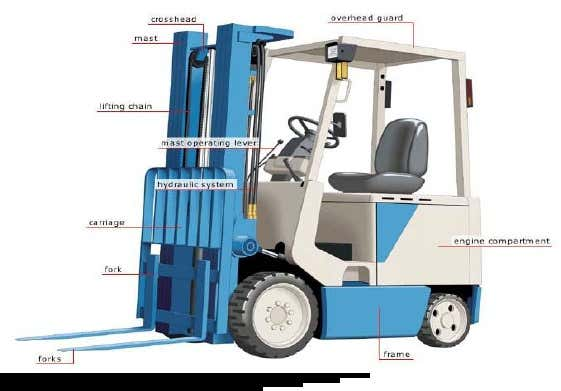 crosshead
overhead guard
mast
lifting chain
mast operating lever
hydraulic system
carriage
engine compartment
fork
forks
frame